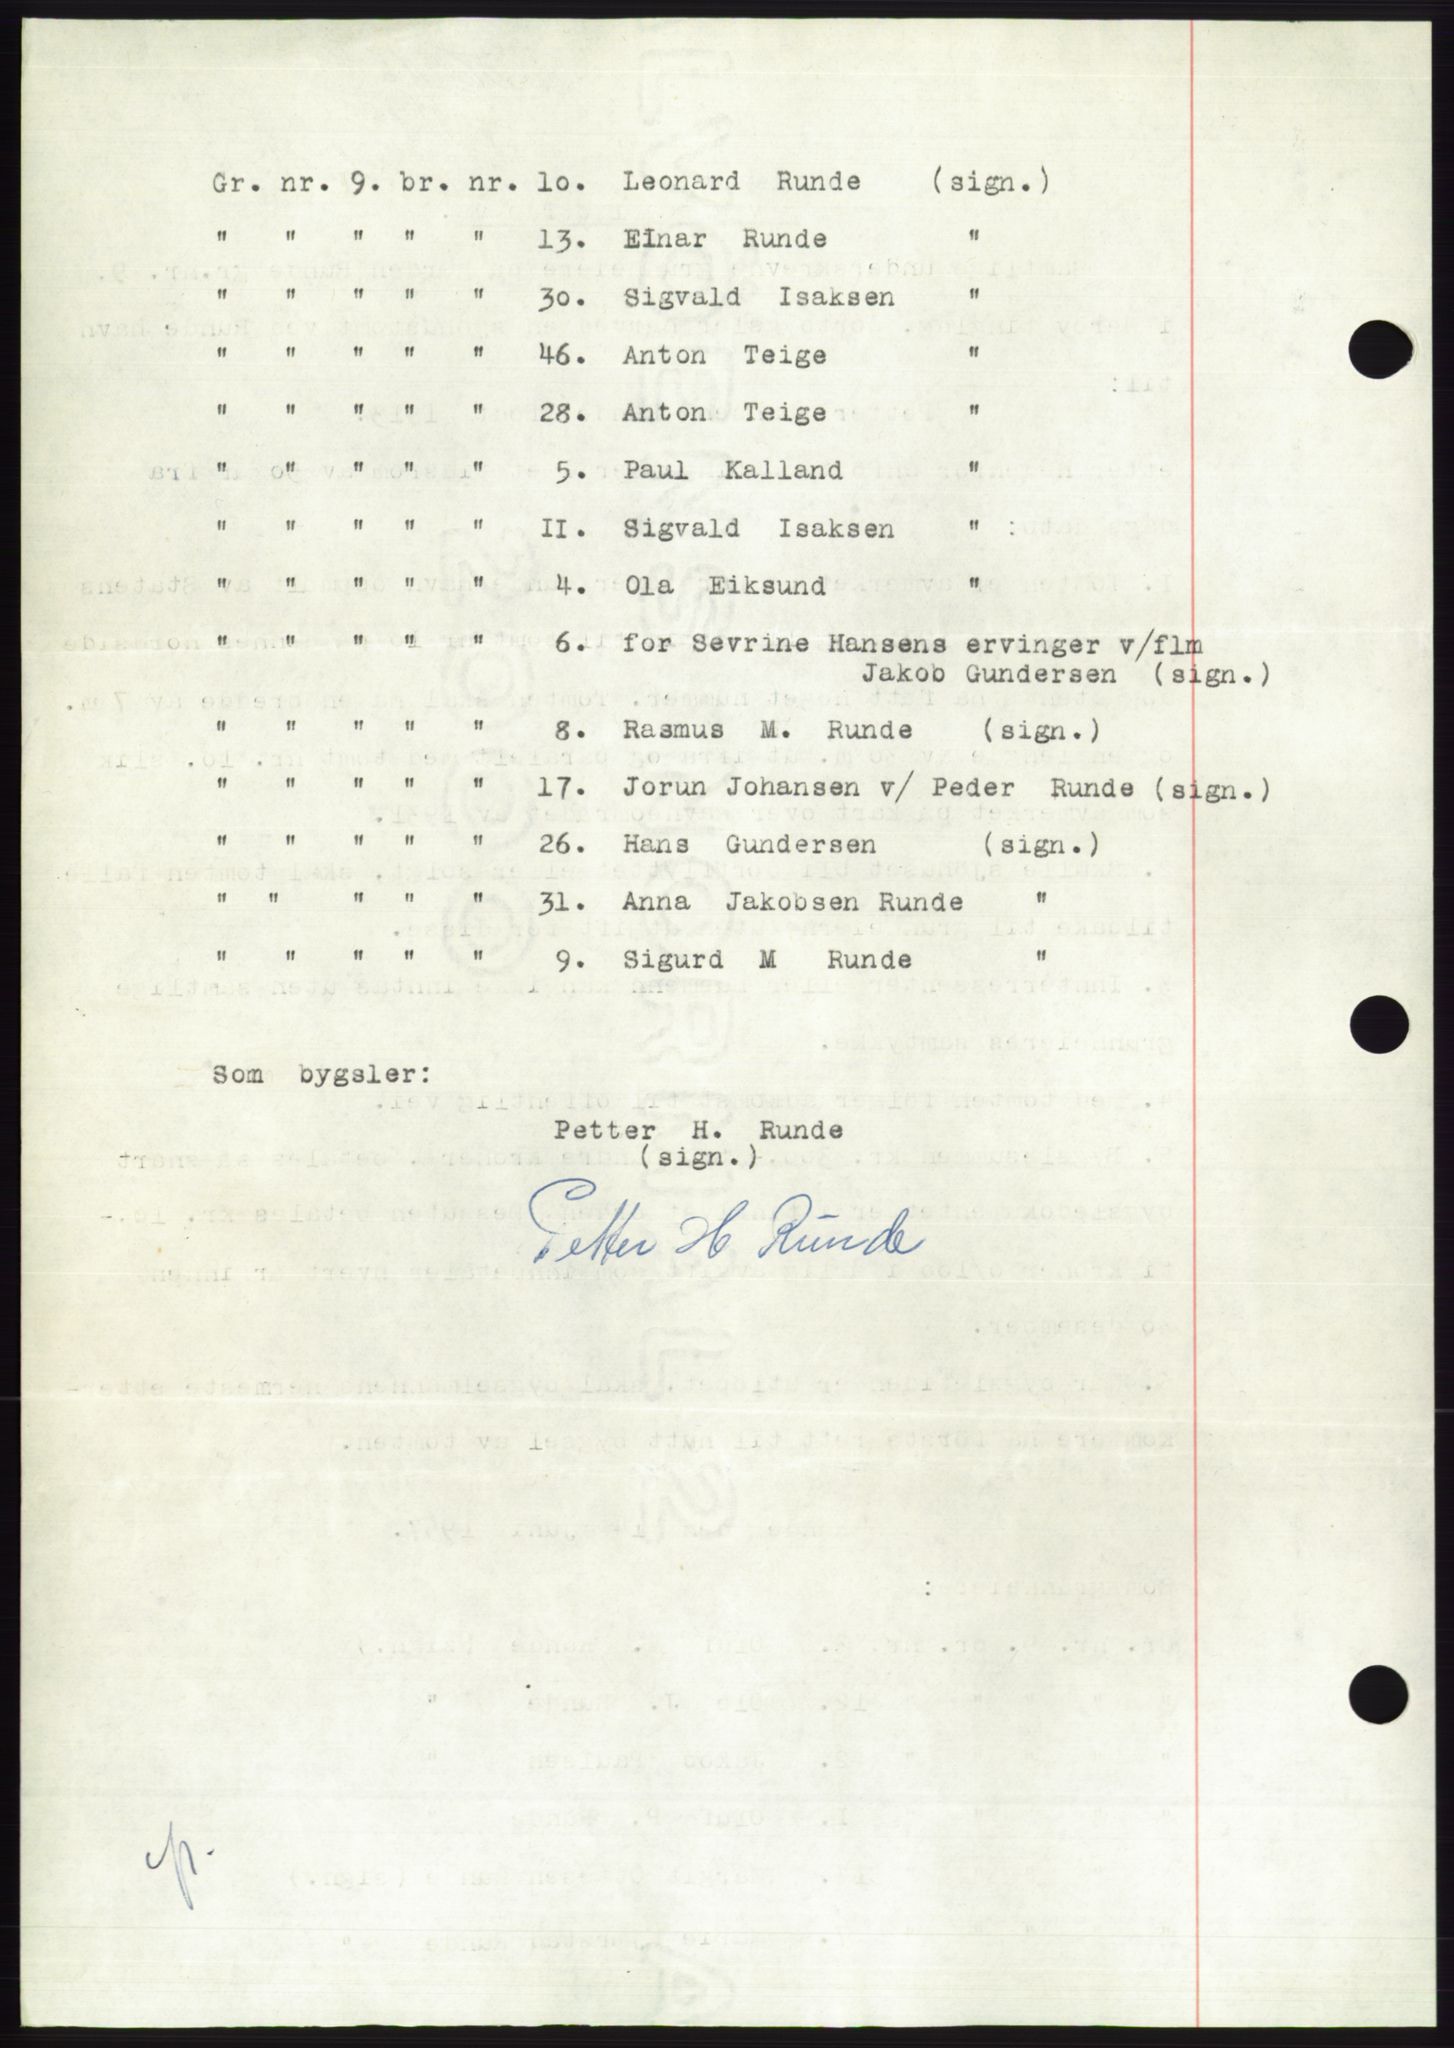 Gr. nr. 9. br. nr. 1o. Leonard Runde (sign.)
" " " " " 13. Einar Runde "
" " " " " 30. Sigvald Isaksen "
" " " " " 46. Anton Teige "
" " " " " 28. Anton Teige "
" " " " " 5. Paul Kalland "
" " " " " II. Sigvald Isaksen "
" " " " " 4. Ola Eiksund "
" " " " " 6. for Sevrine Hansens ervinger v/flm
Jakob Gundersen (sign.)
" " " " " 8. Rasmus M. Runde (sign.)
" " " " " 17. Jorun Johansen v/ Peder Runde (sign.)
" " " " " 26. Hans Gundersen (sign.)
" " " " " 31. Anna Jakobsen Runde "
" " " " " 9. Sigurd M Runde "
Som bygsler:
Petter H. Runde
(sign.)
Petter H Runde